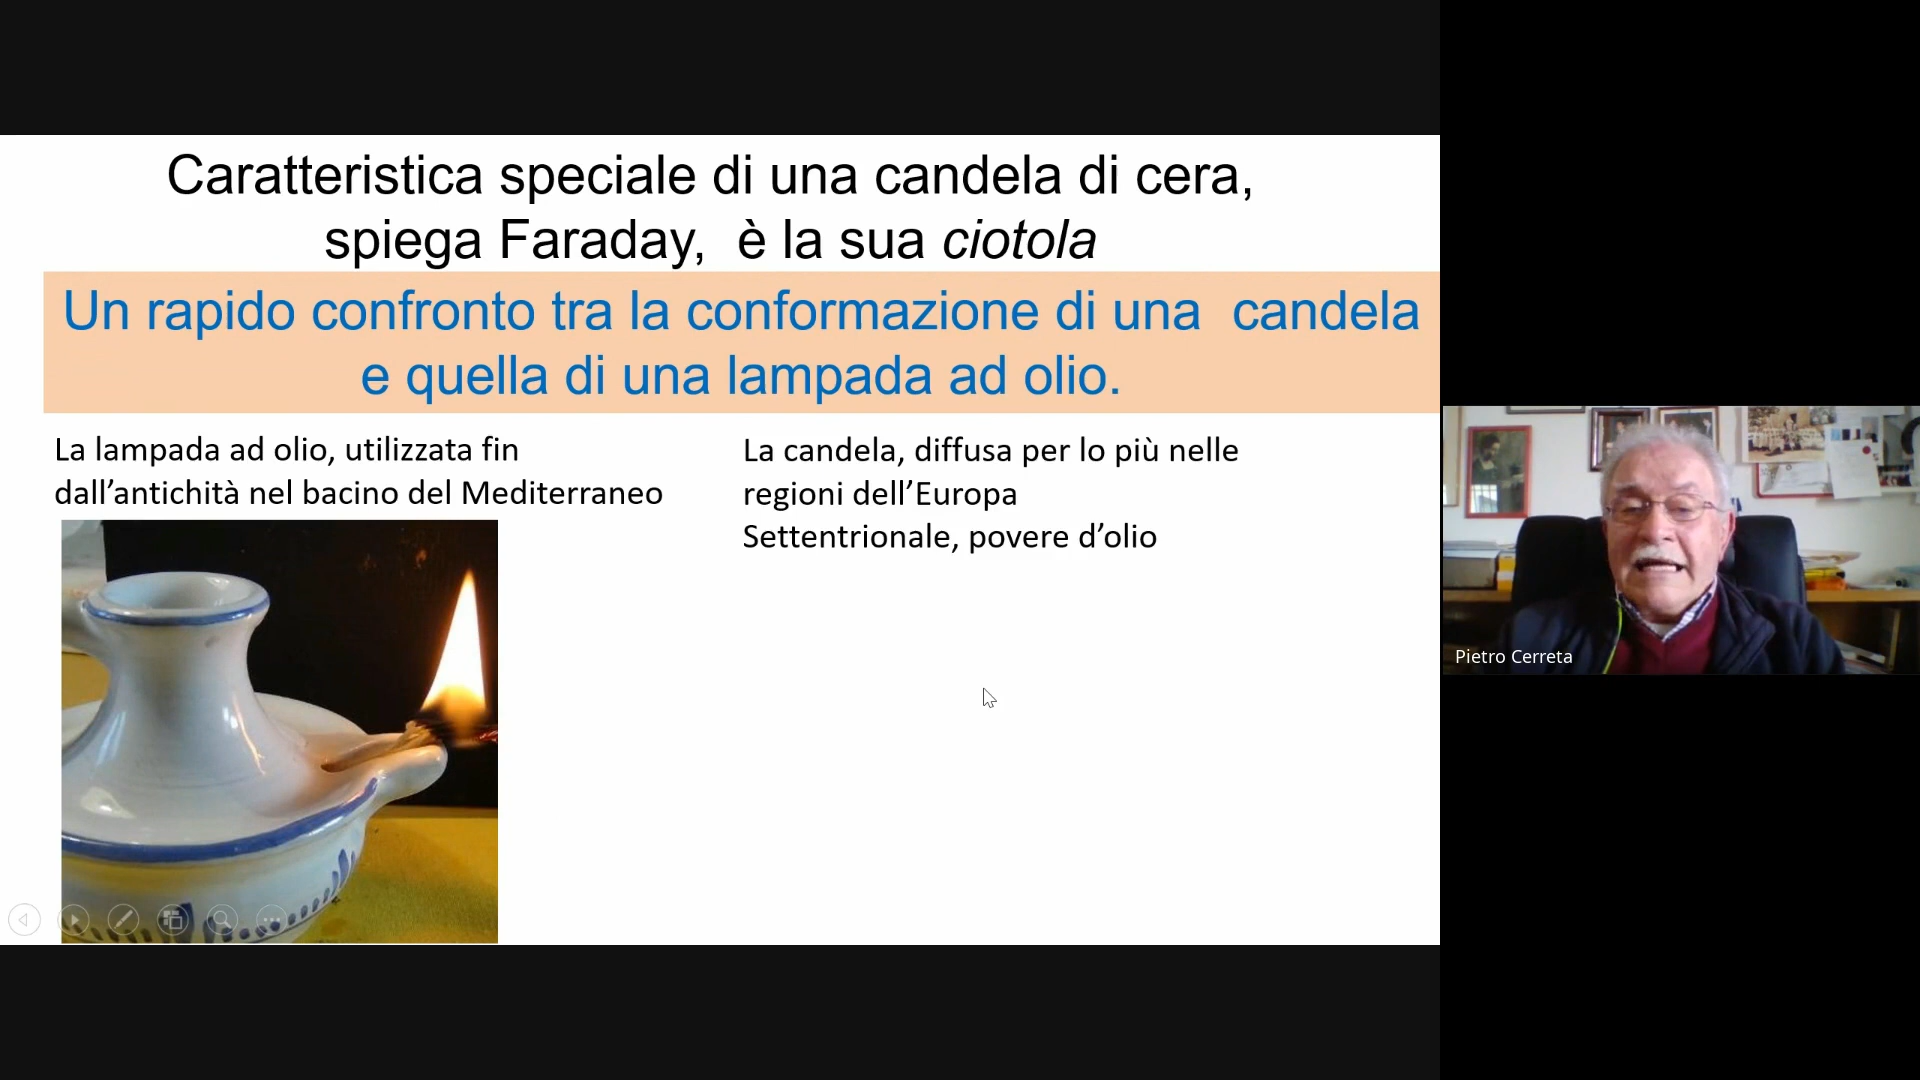 Caratteristica speciale di una candela di cera,
spiega Faraday, è la sua ciotola
Un rapido confronto tra la conformazione di una candela
e quella di una lampada ad olio.
La lampada ad olio, utilizzata fin
dall’antichità nel bacino del Mediterraneo
La candela, diffusa per lo più nelle
regioni dell’Europa
Settentrionale, povere d’olio
Pietro Cerreta